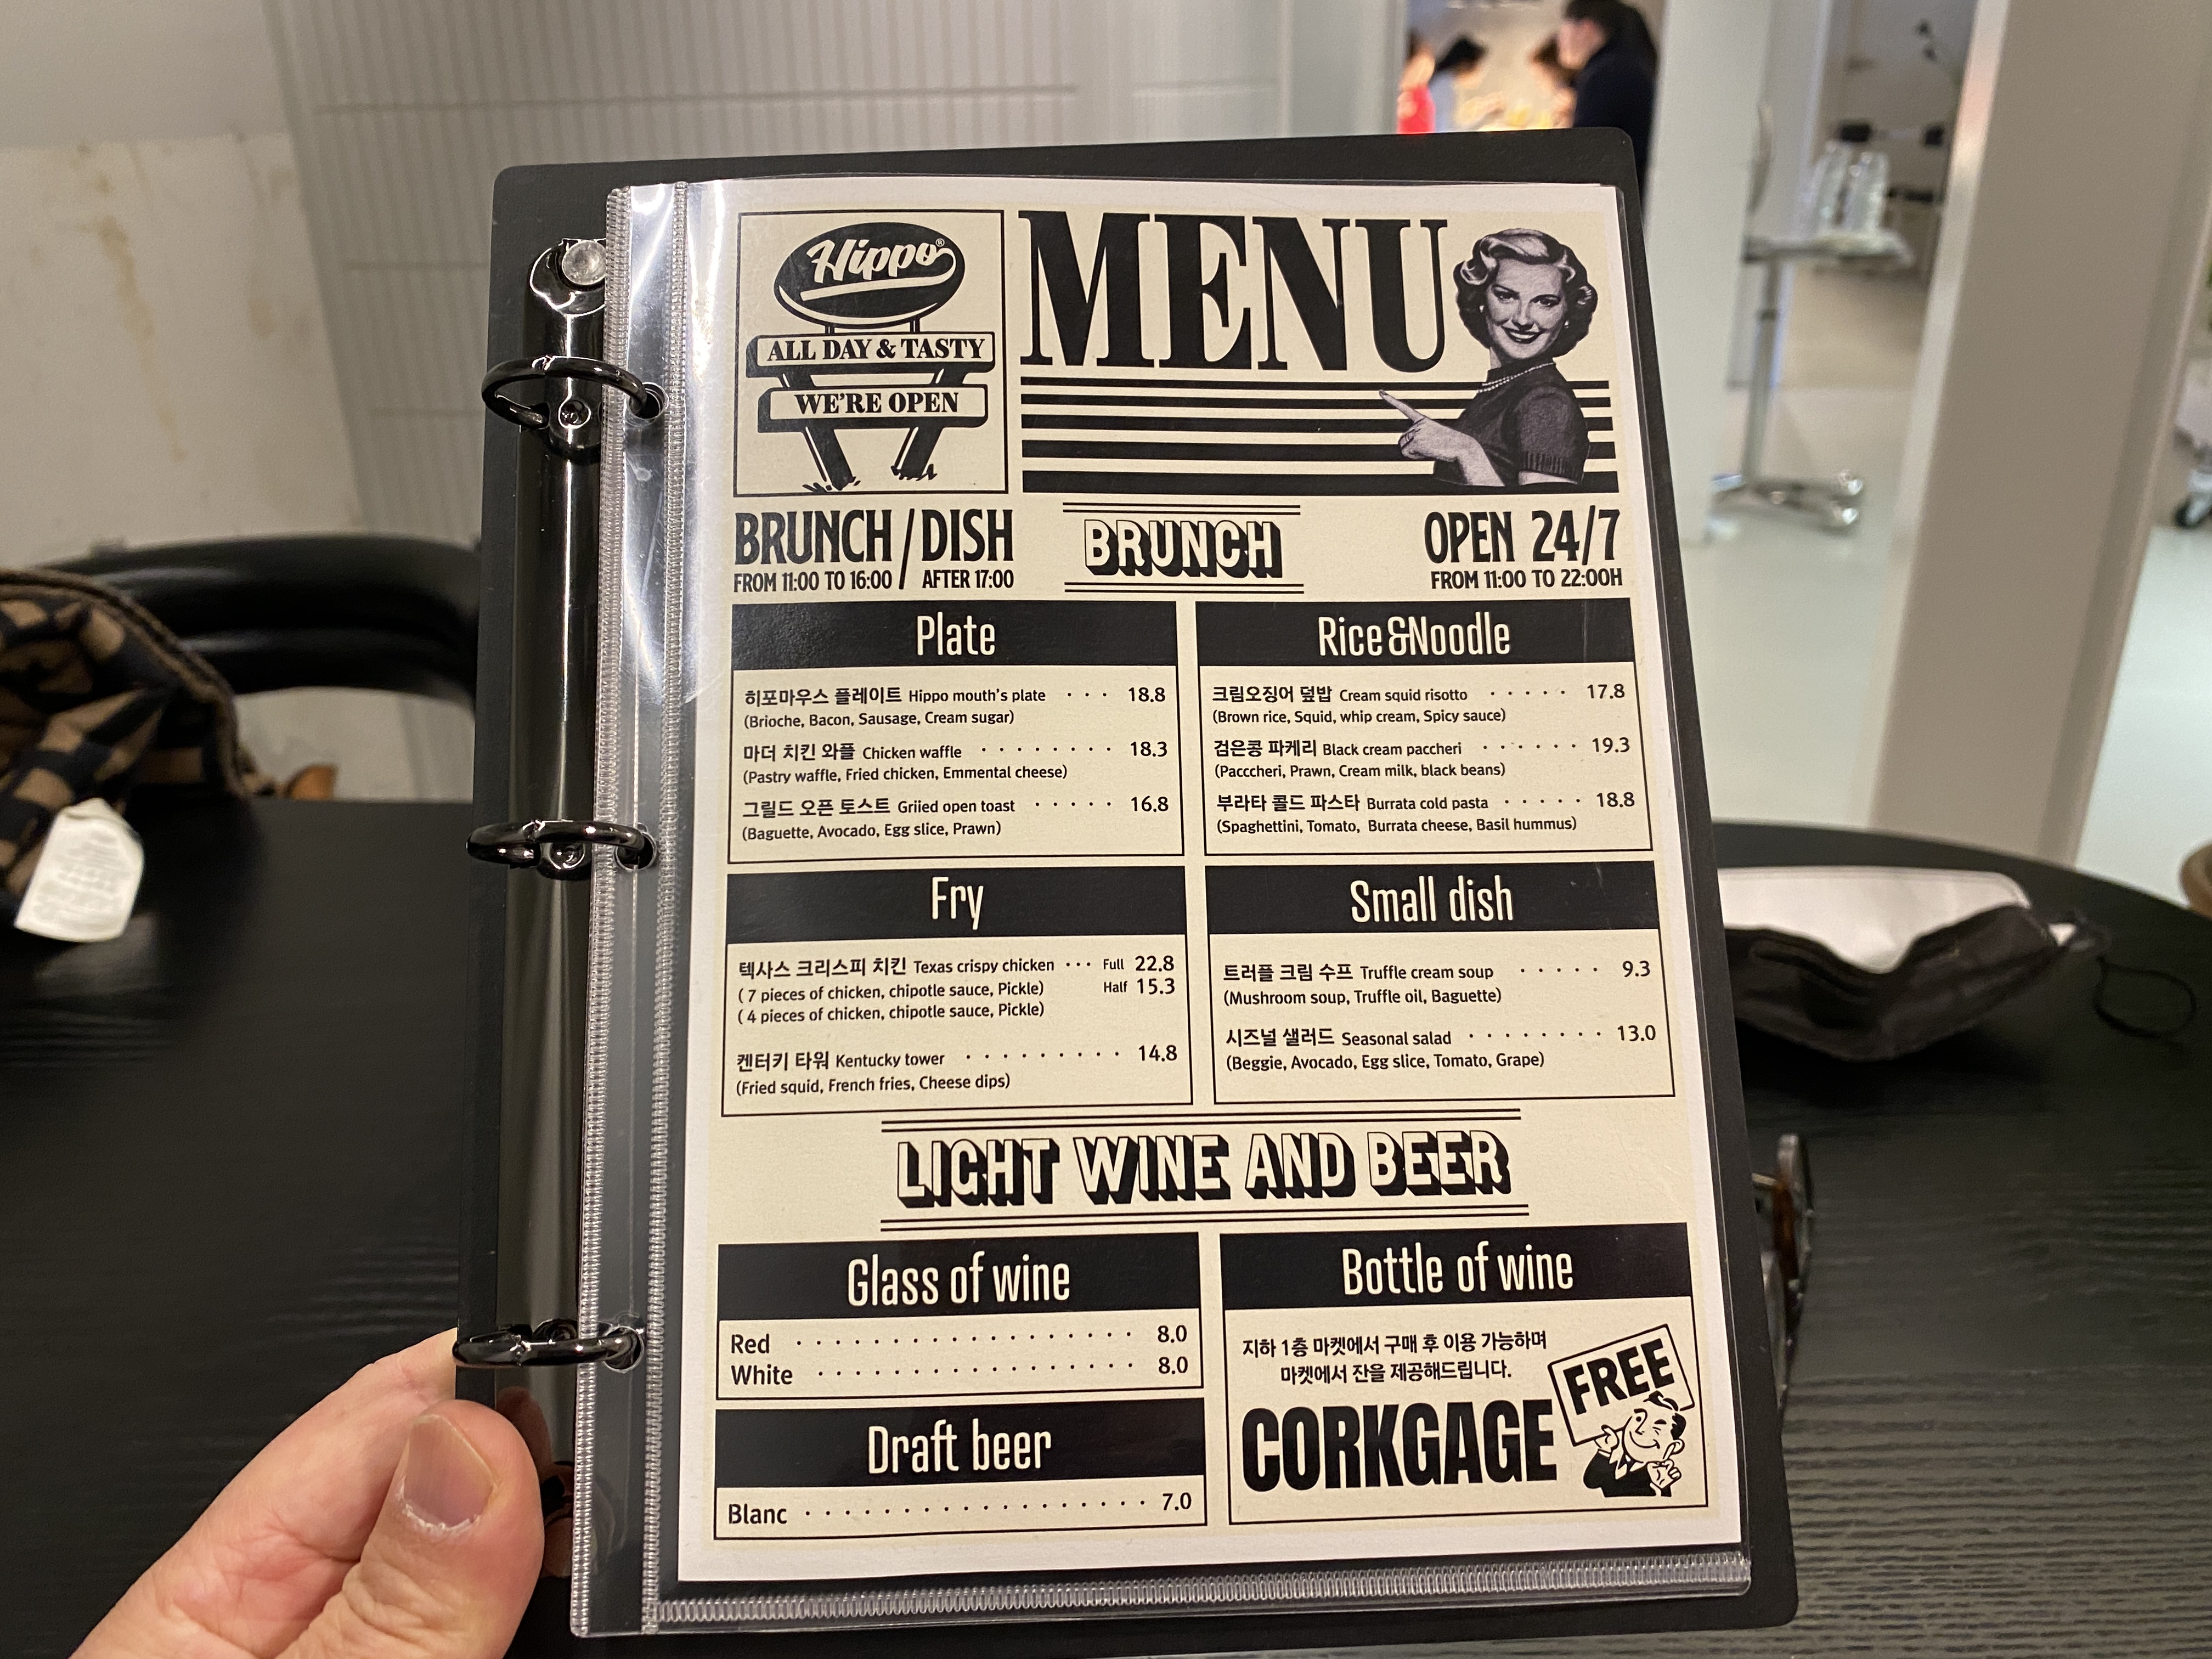 Hippo®
ALL DAY & TASTY
WE'RE OPEN
MENU
BRUNCH / DISH
FROM 11:00 TO 16:00 AFTER 17:00
BRUNCH
OPEN 24/7
FROM 11:00 TO 22:00H
Plate
히포마우스 플레이트 Hippo mouth's plate · · · 18.8
(Brioche, Bacon, Sausage, Cream sugar)
마더 치킨 와플 Chicken waffle · · · · · · · · 18.3
(Pastry waffle, Fried chicken, Emmental cheese)
그릴드 오픈 토스트 Griied open toast · · · · · 16.8
(Baguette, Avocado, Egg slice, Prawn)
Rice&Noodle
크림오징어 덮밥 Cream squid risotto · · · · · 17.8
(Brown rice, Squid, whip cream, Spicy sauce)
검은콩 파케리 Black cream paccheri · · · · · · 19.3
(Pacccheri, Prawn, Cream milk, black beans)
부라타 콜드 파스타 Burrata cold pasta · · · · · 18.8
(Spaghettini, Tomato, Burrata cheese, Basil hummus)
Fry
텍사스 크리스피 치킨 Texas crispy chicken · · · Full 22.8
( 7 pieces of chicken, chipotle sauce, Pickle) Half 15.3
( 4 pieces of chicken, chipotle sauce, Pickle)
켄터키 타워 Kentucky tower · · · · · · · · · 14.8
(Fried squid, French fries, Cheese dips)
Small dish
트러플 크림 수프 Truffle cream soup · · · · · 9.3
(Mushroom soup, Truffle oil, Baguette)
시즈널 샐러드 Seasonal salad · · · · · · · · 13.0
(Beggie, Avocado, Egg slice, Tomato, Grape)
LIGHT WINE AND BEER
Glass of wine
Red · · · · · · · · · · · · · · · · · · 8.0
White · · · · · · · · · · · · · · · · · 8.0
Draft beer
Blanc · · · · · · · · · · · · · · · · · · 7.0
Bottle of wine
지하 1층 마켓에서 구매 후 이용 가능하며
마켓에서 잔을 제공해드립니다.
FREE
CORKGAGE